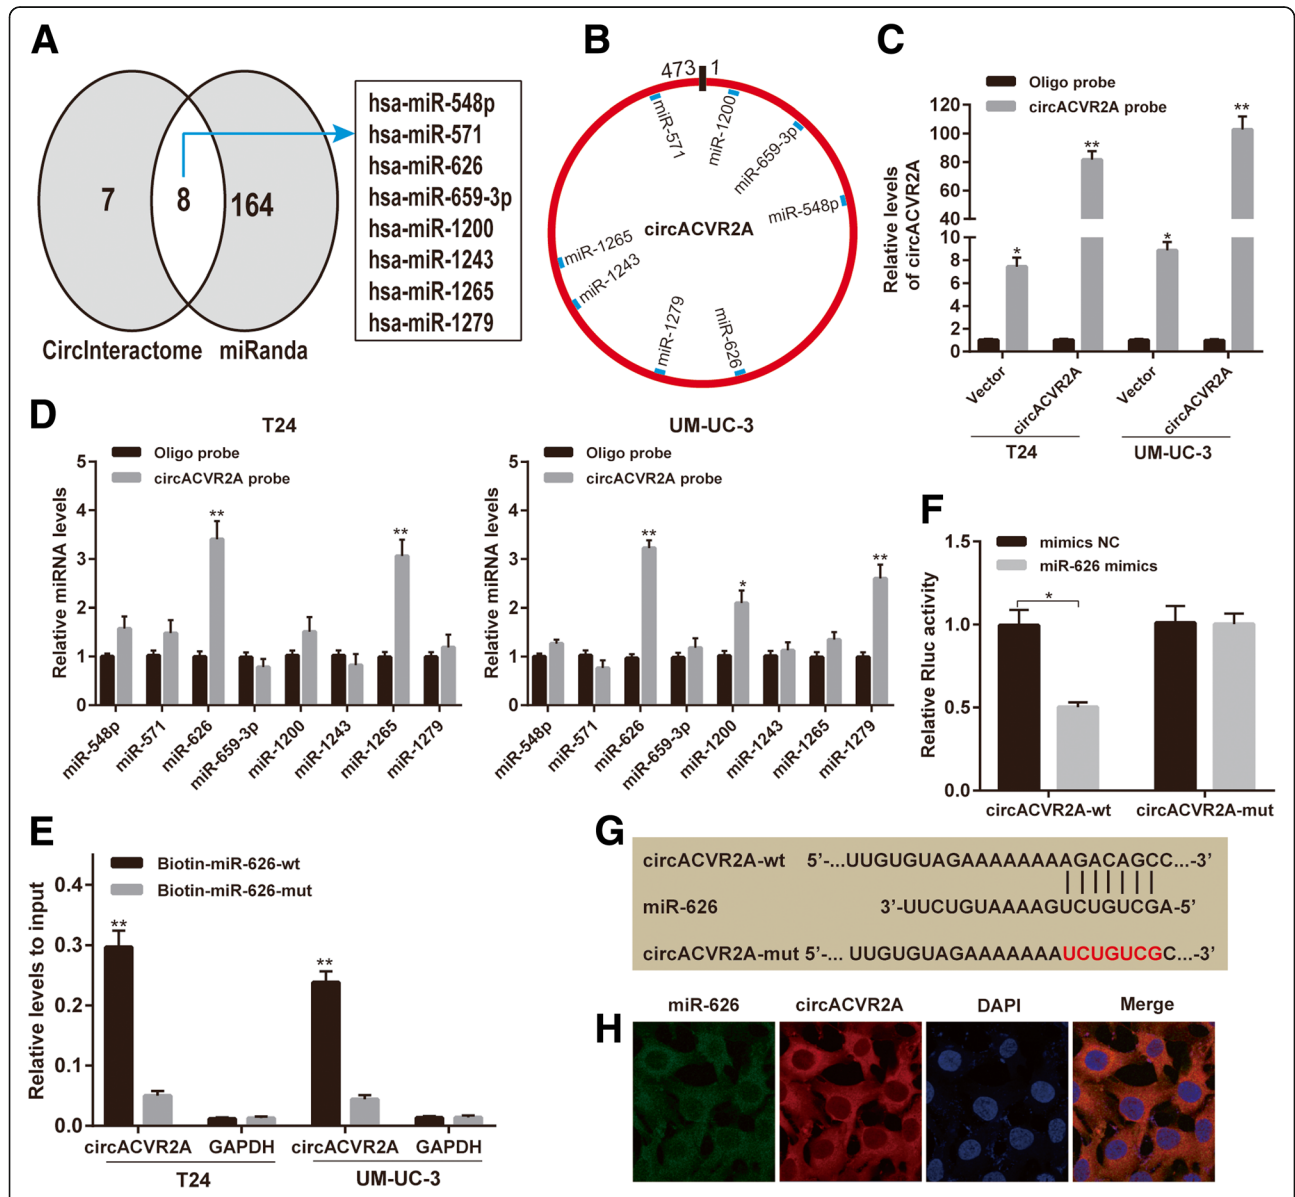 A
7
8
164
CircInteractome
miRanda
hsa-miR-548p
hsa-miR-571
hsa-miR-626
hsa-miR-659-3p
hsa-miR-1200
hsa-miR-1243
hsa-miR-1265
hsa-miR-1279
B
473
1
miR-571
miR-1200
miR-659-3p
miR-548p
circACVR2A
miR-1265
miR-1243
miR-1279
miR-626
C
Oligo probe
circACVR2A probe
Relative levels
of circACVR2A
120
100
80
60
40
10
8
6
4
2
0
*
**
*
**
Vector
circACVR2A
Vector
circACVR2A
T24
UM-UC-3
D
T24
Oligo probe
circACVR2A probe
Relative miRNA levels
5
4
3
2
1
0
**
**
miR-548p
miR-571
miR-626
miR-659-3p
miR-1200
miR-1243
miR-1265
miR-1279
UM-UC-3
Oligo probe
circACVR2A probe
Relative miRNA levels
5
4
3
2
1
0
**
*
**
miR-548p
miR-571
miR-626
miR-659-3p
miR-1200
miR-1243
miR-1265
miR-1279
F
mimics NC
miR-626 mimics
Relative Rluc activity
1.5
1.0
0.5
0.0
*
circACVR2A-wt
circACVR2A-mut
E
Biotin-miR-626-wt
Biotin-miR-626-mut
Relative levels to input
0.4
0.3
0.2
0.1
0.0
**
**
circACVR2A
GAPDH
circACVR2A
GAPDH
T24
UM-UC-3
G
circACVR2A-wt 5’-...UUGUGUAGAAAAAAAAGACAGCC...-3’
miR-626 3’-UUCUGUAAAAGUCUGUCGA-5’
circACVR2A-mut 5’-... UUGUGUAGAAAAAAAUCUGUCGC...-3’
H
miR-626
circACVR2A
DAPI
Merge